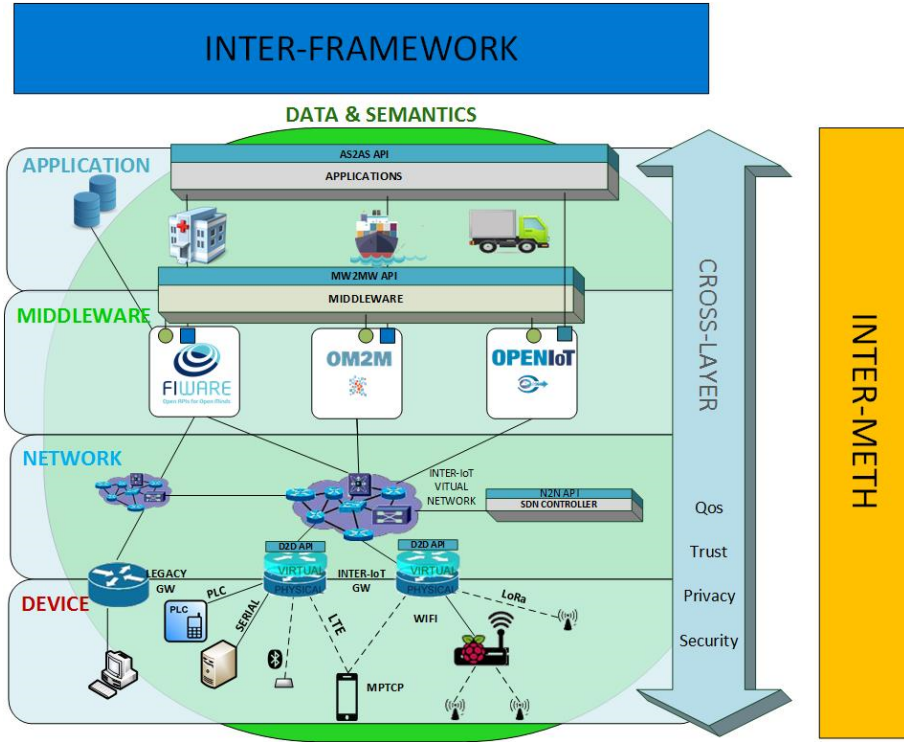 INTER-FRAMEWORK
DATA & SEMANTICS
APPLICATION
AS2AS API
APPLICATIONS
MW2MW API
MIDDLEWARE
MIDDLEWARE
FIWARE
Open APIs for Open Minds
OM2M
OPENIoT
CROSS-LAYER
INTER-METH
NETWORK
INTER-IoT
VITUAL
NETWORK
N2N API
SDN CONTROLLER
Qos
Trust
Privacy
Security
D2D API
VIRTUAL
PHYSICAL
D2D API
VIRTUAL
PHYSICAL
LEGACY
GW
INTER-IoT
GW
DEVICE
PLC
PLC
SERIAL
LTE
WIFI
LoRa
MPTCP